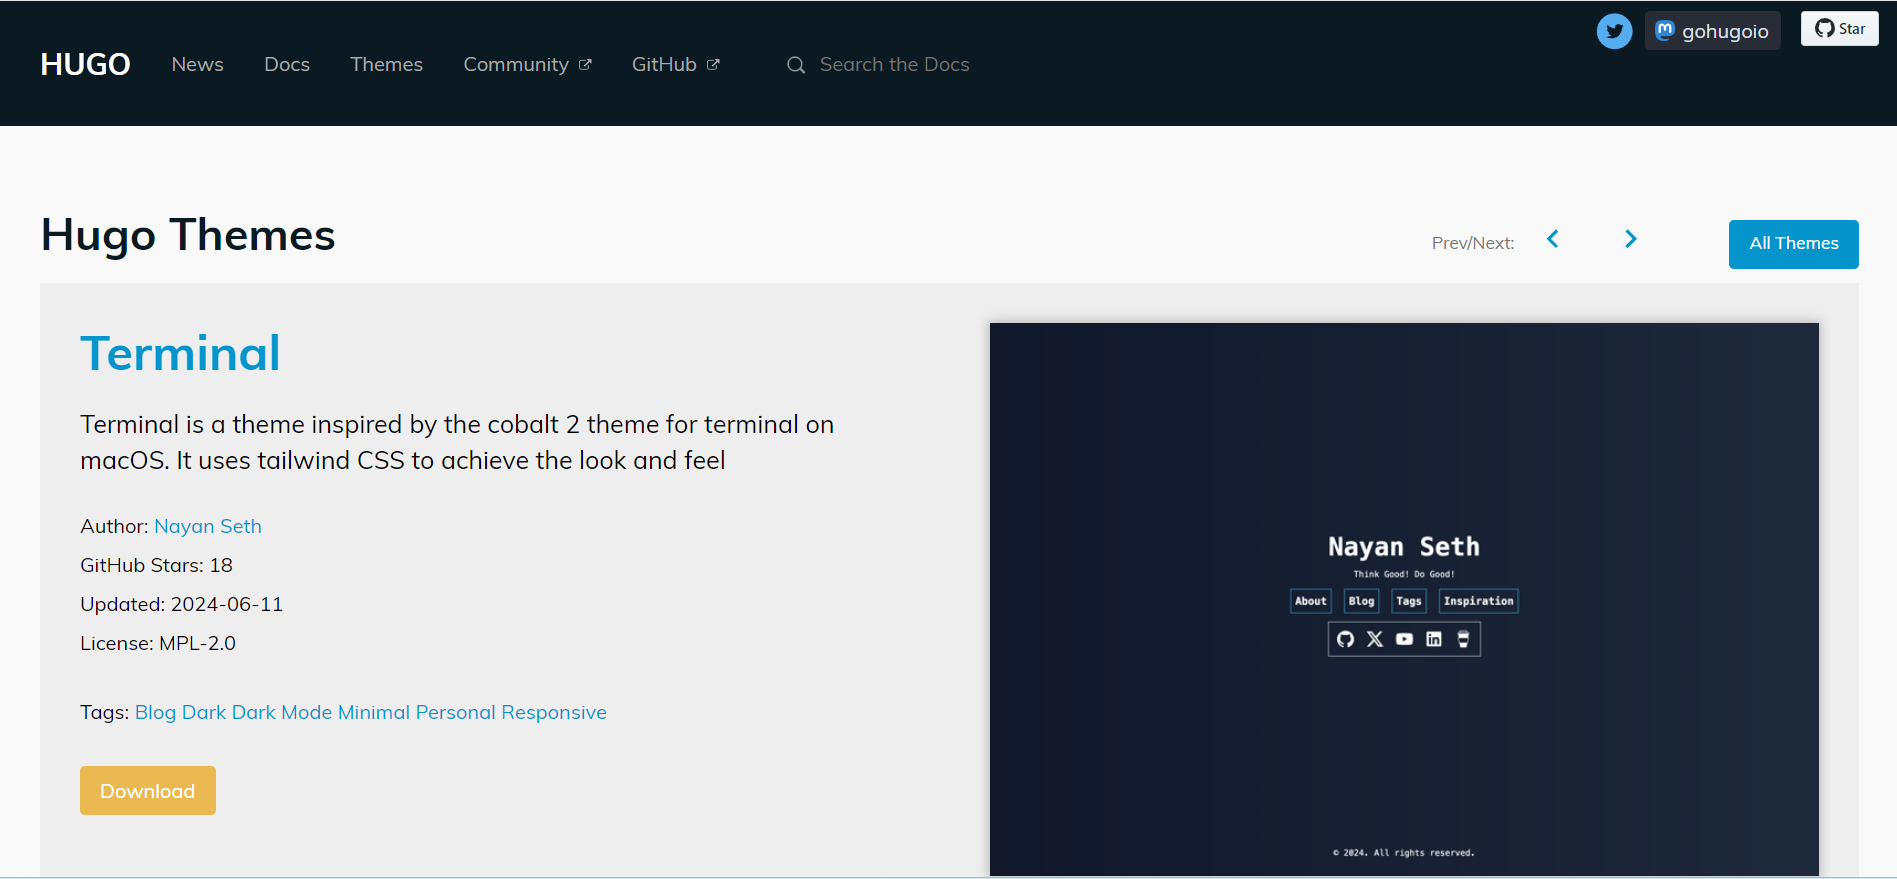 HUGO
News
Docs
Themes
Community
GitHub
Search the Docs
gohugoio
Star
Hugo Themes
Prev/Next:
All Themes
Terminal
Terminal is a theme inspired by the cobalt 2 theme for terminal on
macOS. It uses tailwind CSS to achieve the look and feel
Author: Nayan Seth
GitHub Stars: 18
Updated: 2024-06-11
License: MPL-2.0
Tags: Blog Dark Dark Mode Minimal Personal Responsive
Download
Nayan Seth
Think Good! Do Good!
About
Blog
Tags
Inspiration
© 2024. All rights reserved.